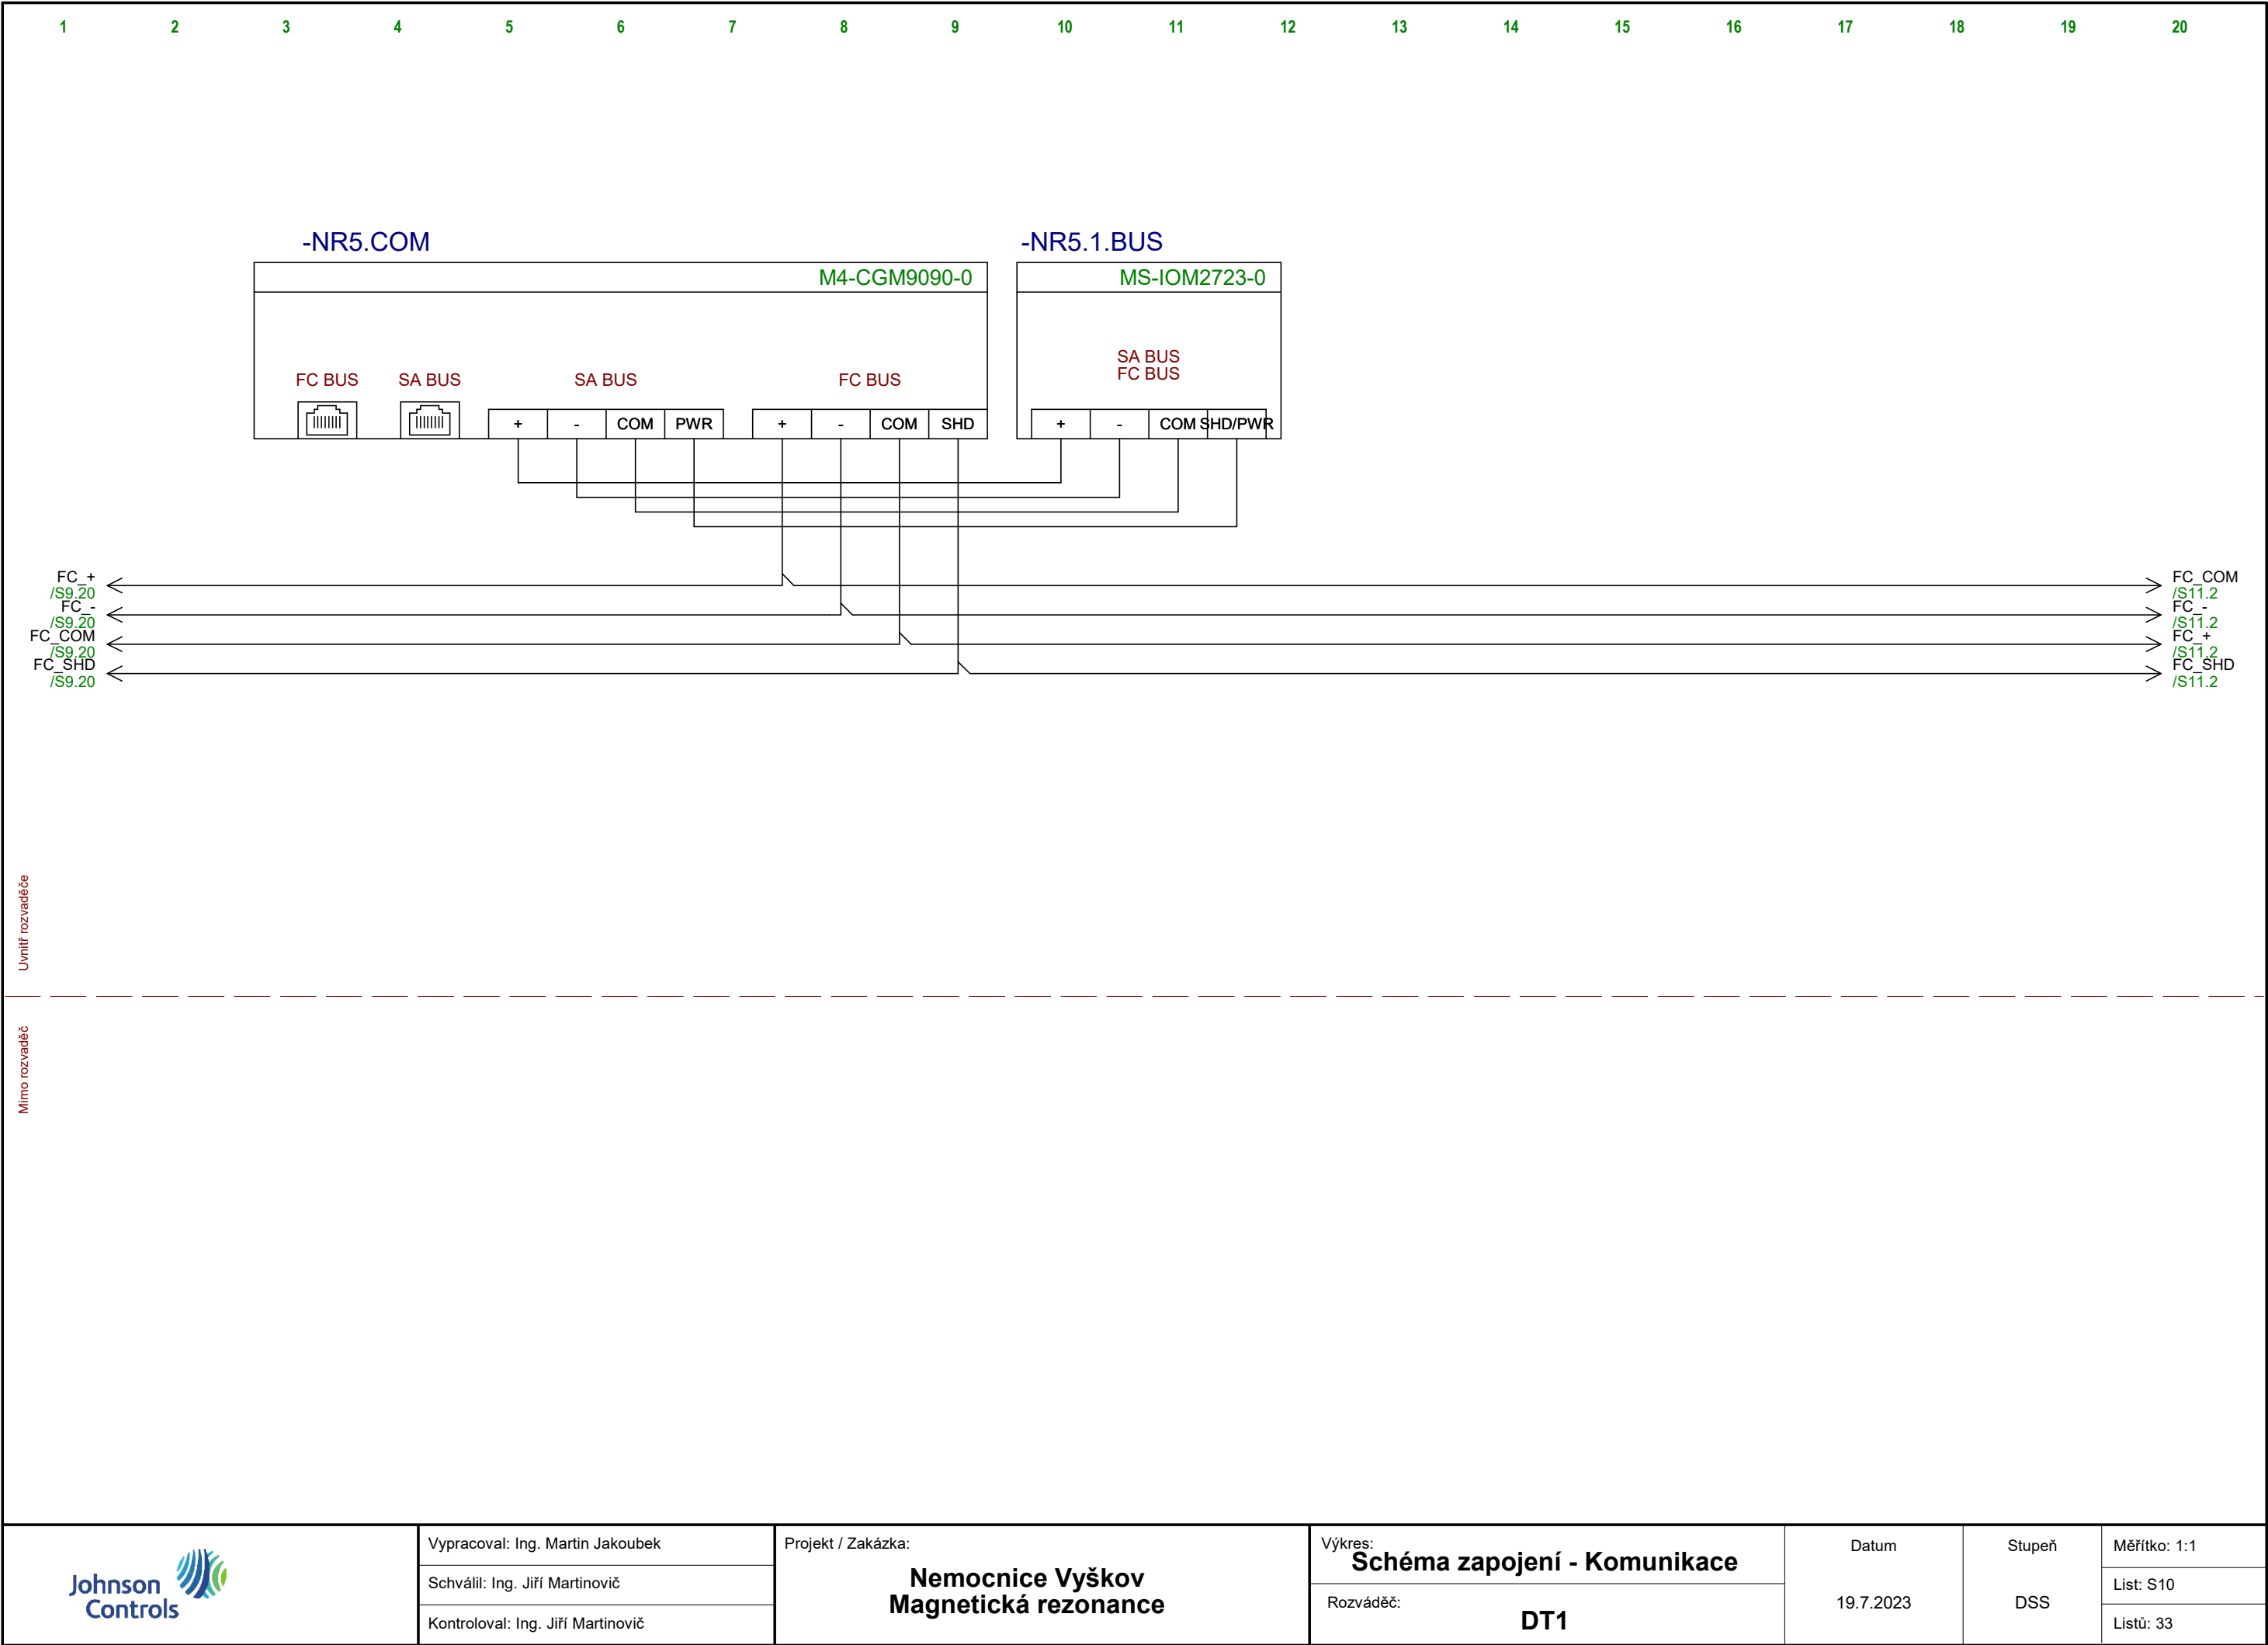 1 2 3 4 5 6 7 8 9 10 11 12 13 14 15 16 17 18 19 20
-NR5.COM
-NR5.1.BUS
M4-CGM9090-0
MS-IOM2723-0
SA BUS
FC BUS
FC BUS SA BUS SA BUS FC BUS
+ - COM PWR + - COM SHD
+ - COM SHD/PWR
FC_+
/S9.20
FC_-
/S9.20
FC_COM
/S9.20
FC_SHD
/S9.20
FC_COM
/S11.2
FC_-
/S11.2
FC_+
/S11.2
FC_SHD
/S11.2
Uvnitř rozvaděče
Mimo rozvaděč
Johnson
Controls
Vypracoval: Ing. Martin Jakoubek
Schválil: Ing. Jiří Martinovič
Kontroloval: Ing. Jiří Martinovič
Projekt / Zakázka:
Nemocnice Vyškov
Magnetická rezonance
Výkres:
Schéma zapojení - Komunikace
Rozváděč:
DT1
Datum
19.7.2023
Stupeň
DSS
Měřítko: 1:1
List: S10
Listů: 33